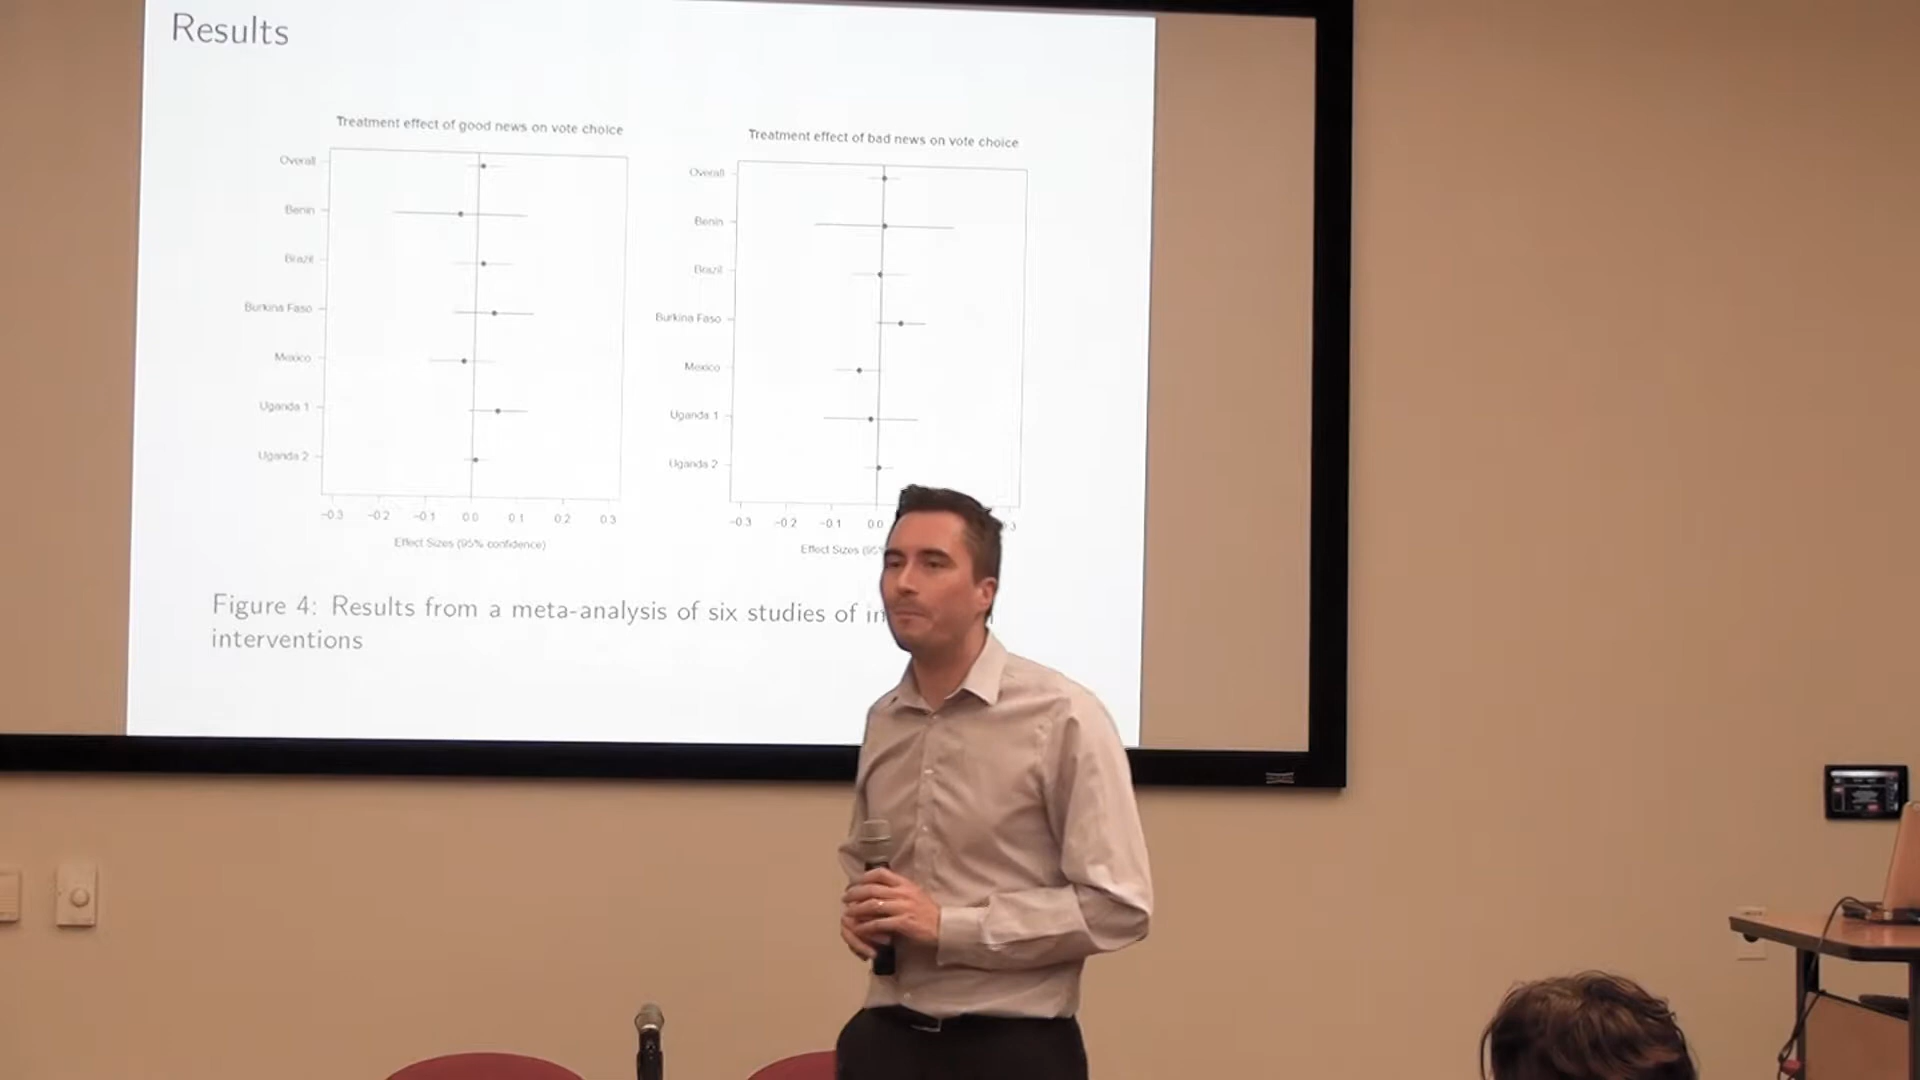 Results
Treatment effect of good news on vote choice
Overall
Benin
Brazil
Burkina Faso
Mexico
Uganda 1
Uganda 2
−0.3 −0.2 −0.1 0.0 0.1 0.2 0.3
Effect Sizes (95% confidence)
Treatment effect of bad news on vote choice
Overall
Benin
Brazil
Burkina Faso
Mexico
Uganda 1
Uganda 2
−0.3 −0.2 −0.1 0.0
Effect Sizes
Figure 4: Results from a meta-analysis of six studies of
interventions